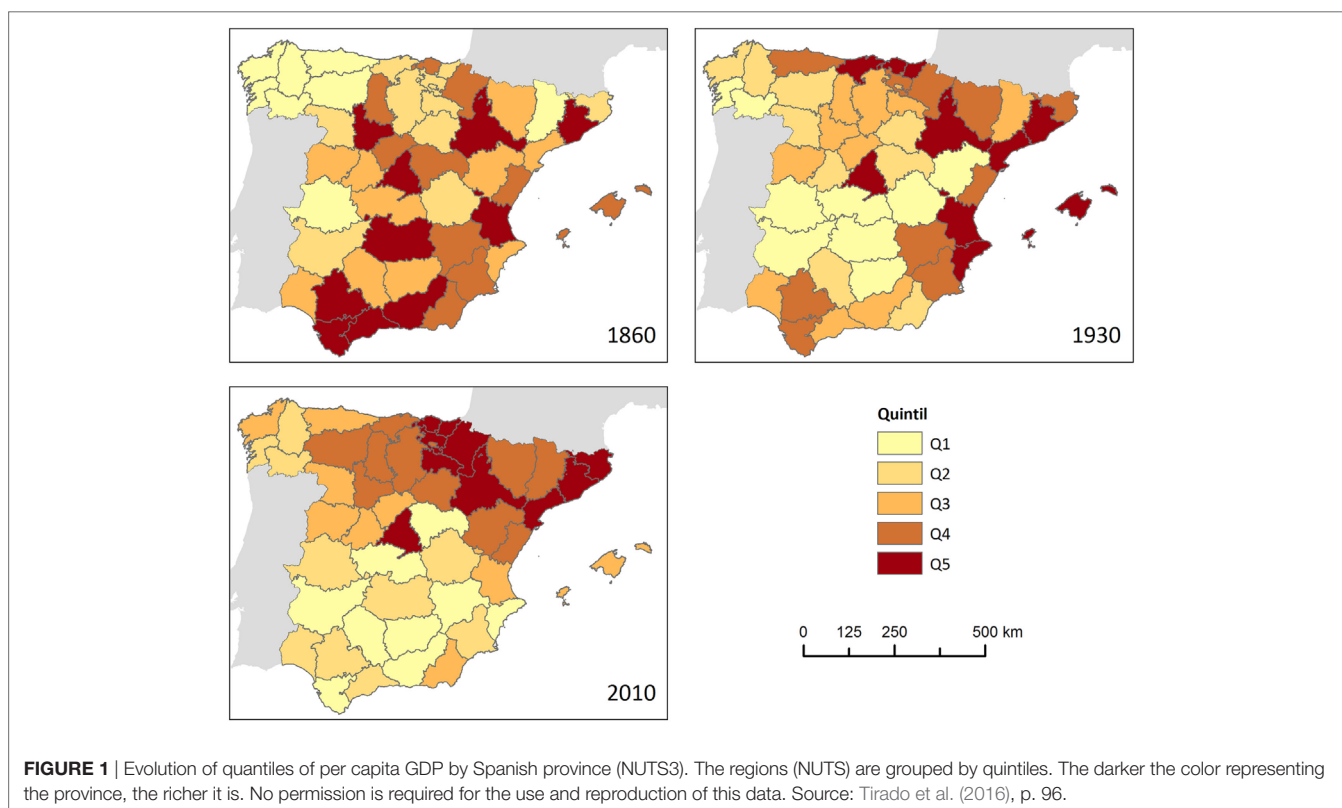 1860
1930
2010
Quintil
Q1
Q2
Q3
Q4
Q5
0 125 250 500 km
FIGURE 1 | Evolution of quantiles of per capita GDP by Spanish province (NUTS3). The regions (NUTS) are grouped by quintiles. The darker the color representing
the province, the richer it is. No permission is required for the use and reproduction of this data. Source: Tirado et al. (2016), p. 96.